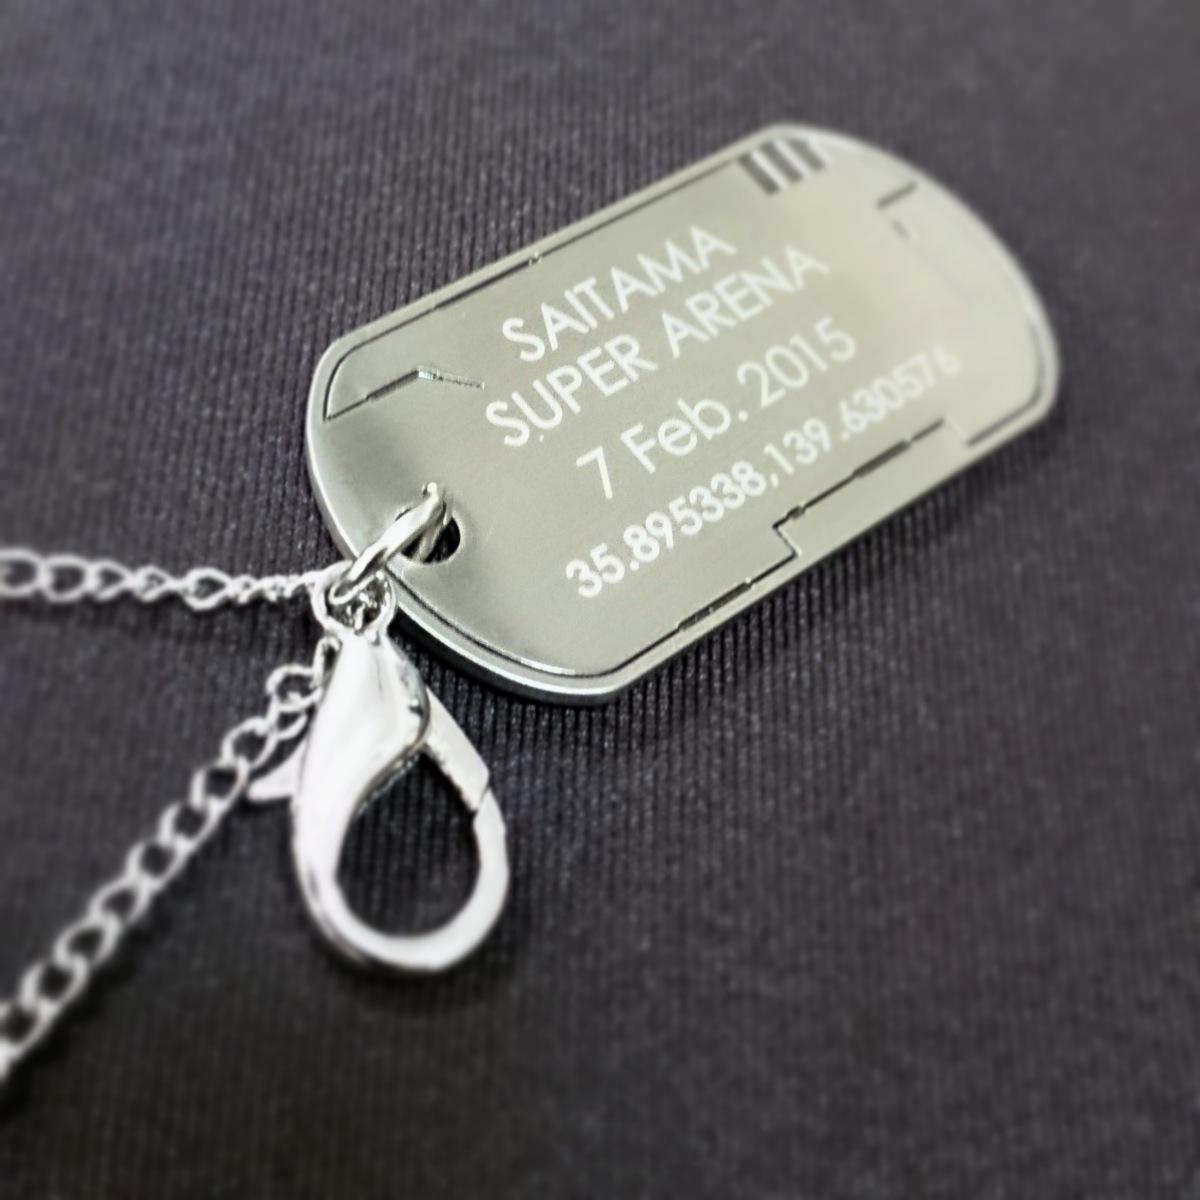 SAITAMA
SUPER ARENA
7 Feb. 2015
35.895338,139.630576